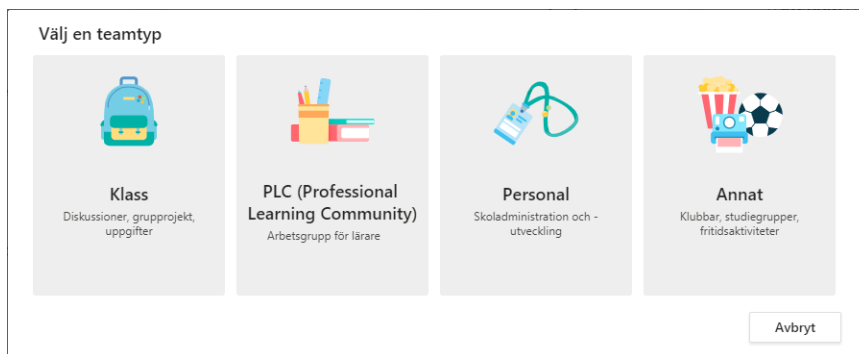 Välj en teamtyp
Klass
Diskussioner, grupprojekt,
uppgifter
PLC (Professional
Learning Community)
Arbetsgrupp för lärare
Personal
Skoladministration och -
utveckling
Annat
Klubbar, studiegrupper,
fritidsaktiviteter
Avbryt